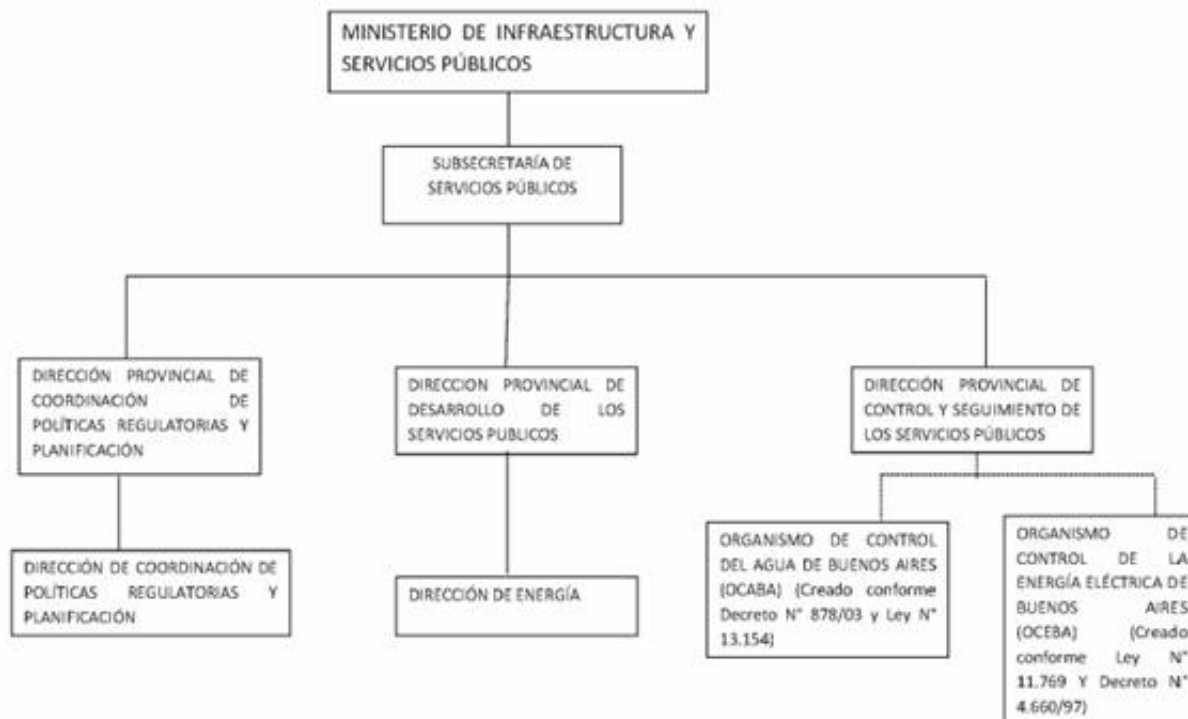 MINISTERIO DE INFRAESTRUCTURA Y
SERVICIOS PÚBLICOS
SUBSECRETARÍA DE
SERVICIOS PÚBLICOS
DIRECCIÓN PROVINCIAL DE
COORDINACIÓN DE
POLÍTICAS REGULATORIAS Y
PLANIFICACIÓN
DIRECCION PROVINCIAL DE
DESARROLLO DE LOS
SERVICIOS PUBLICOS
DIRECCIÓN PROVINCIAL DE
CONTROL Y SEGUIMIENTO DE
LOS SERVICIOS PÚBLICOS
DIRECCIÓN DE COORDINACIÓN DE
POLÍTICAS REGULATORIAS Y
PLANIFICACIÓN
DIRECCIÓN DE ENERGÍA
ORGANISMO DE CONTROL
DEL AGUA DE BUENOS AIRES
(OCABA) (Creado conforme
Decreto N° 878/03 y Ley N°
13.154)
ORGANISMO DE
CONTROL DE LA
ENERGÍA ELÉCTRICA DE
BUENOS AIRES
(OCEBA) (Creado
conforme Ley N°
11.769 Y Decreto N°
4.660/97)